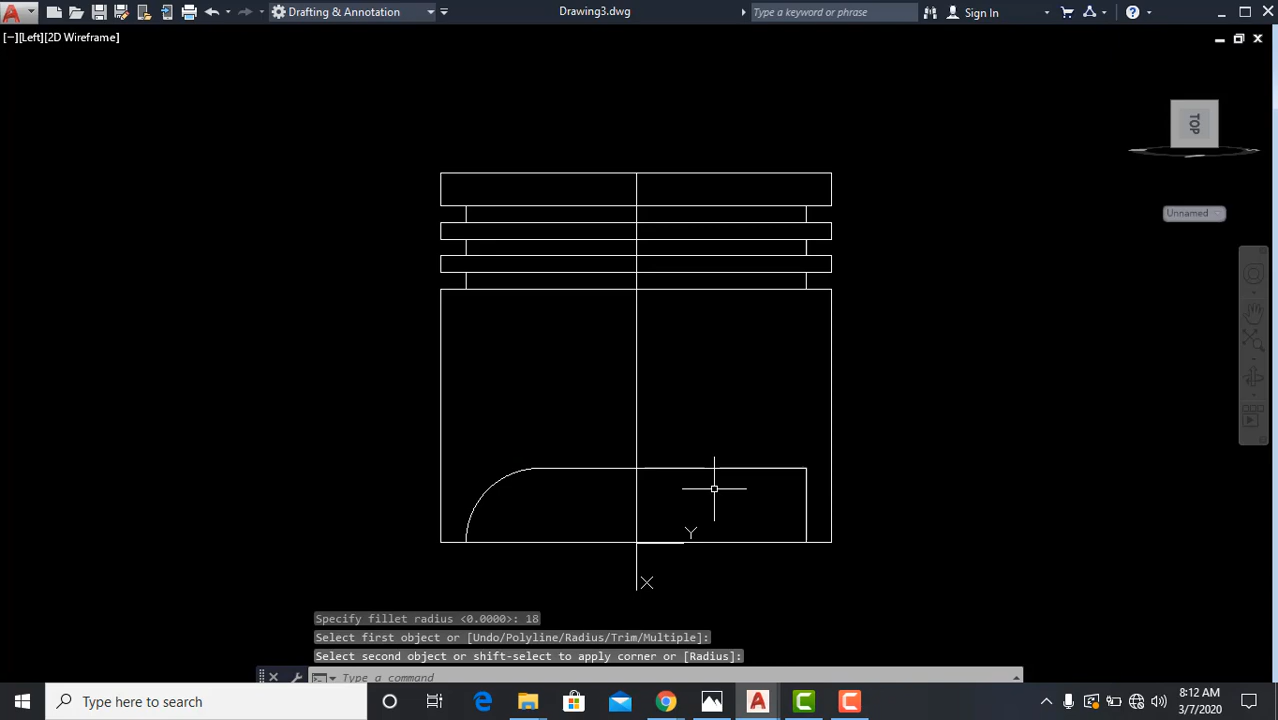 Drafting & Annotation
Drawing3.dwg
Type a keyword or phrase
Sign In
[−][Left][2D Wireframe]
TOP
Unnamed
Y
X
Specify fillet radius <0.0000>: 18
Select first object or [Undo/Polyline/Radius/Trim/Multiple]:
Select second object or shift-select to apply corner or [Radius]:
Type a command
Type here to search
8:12 AM
3/7/2020